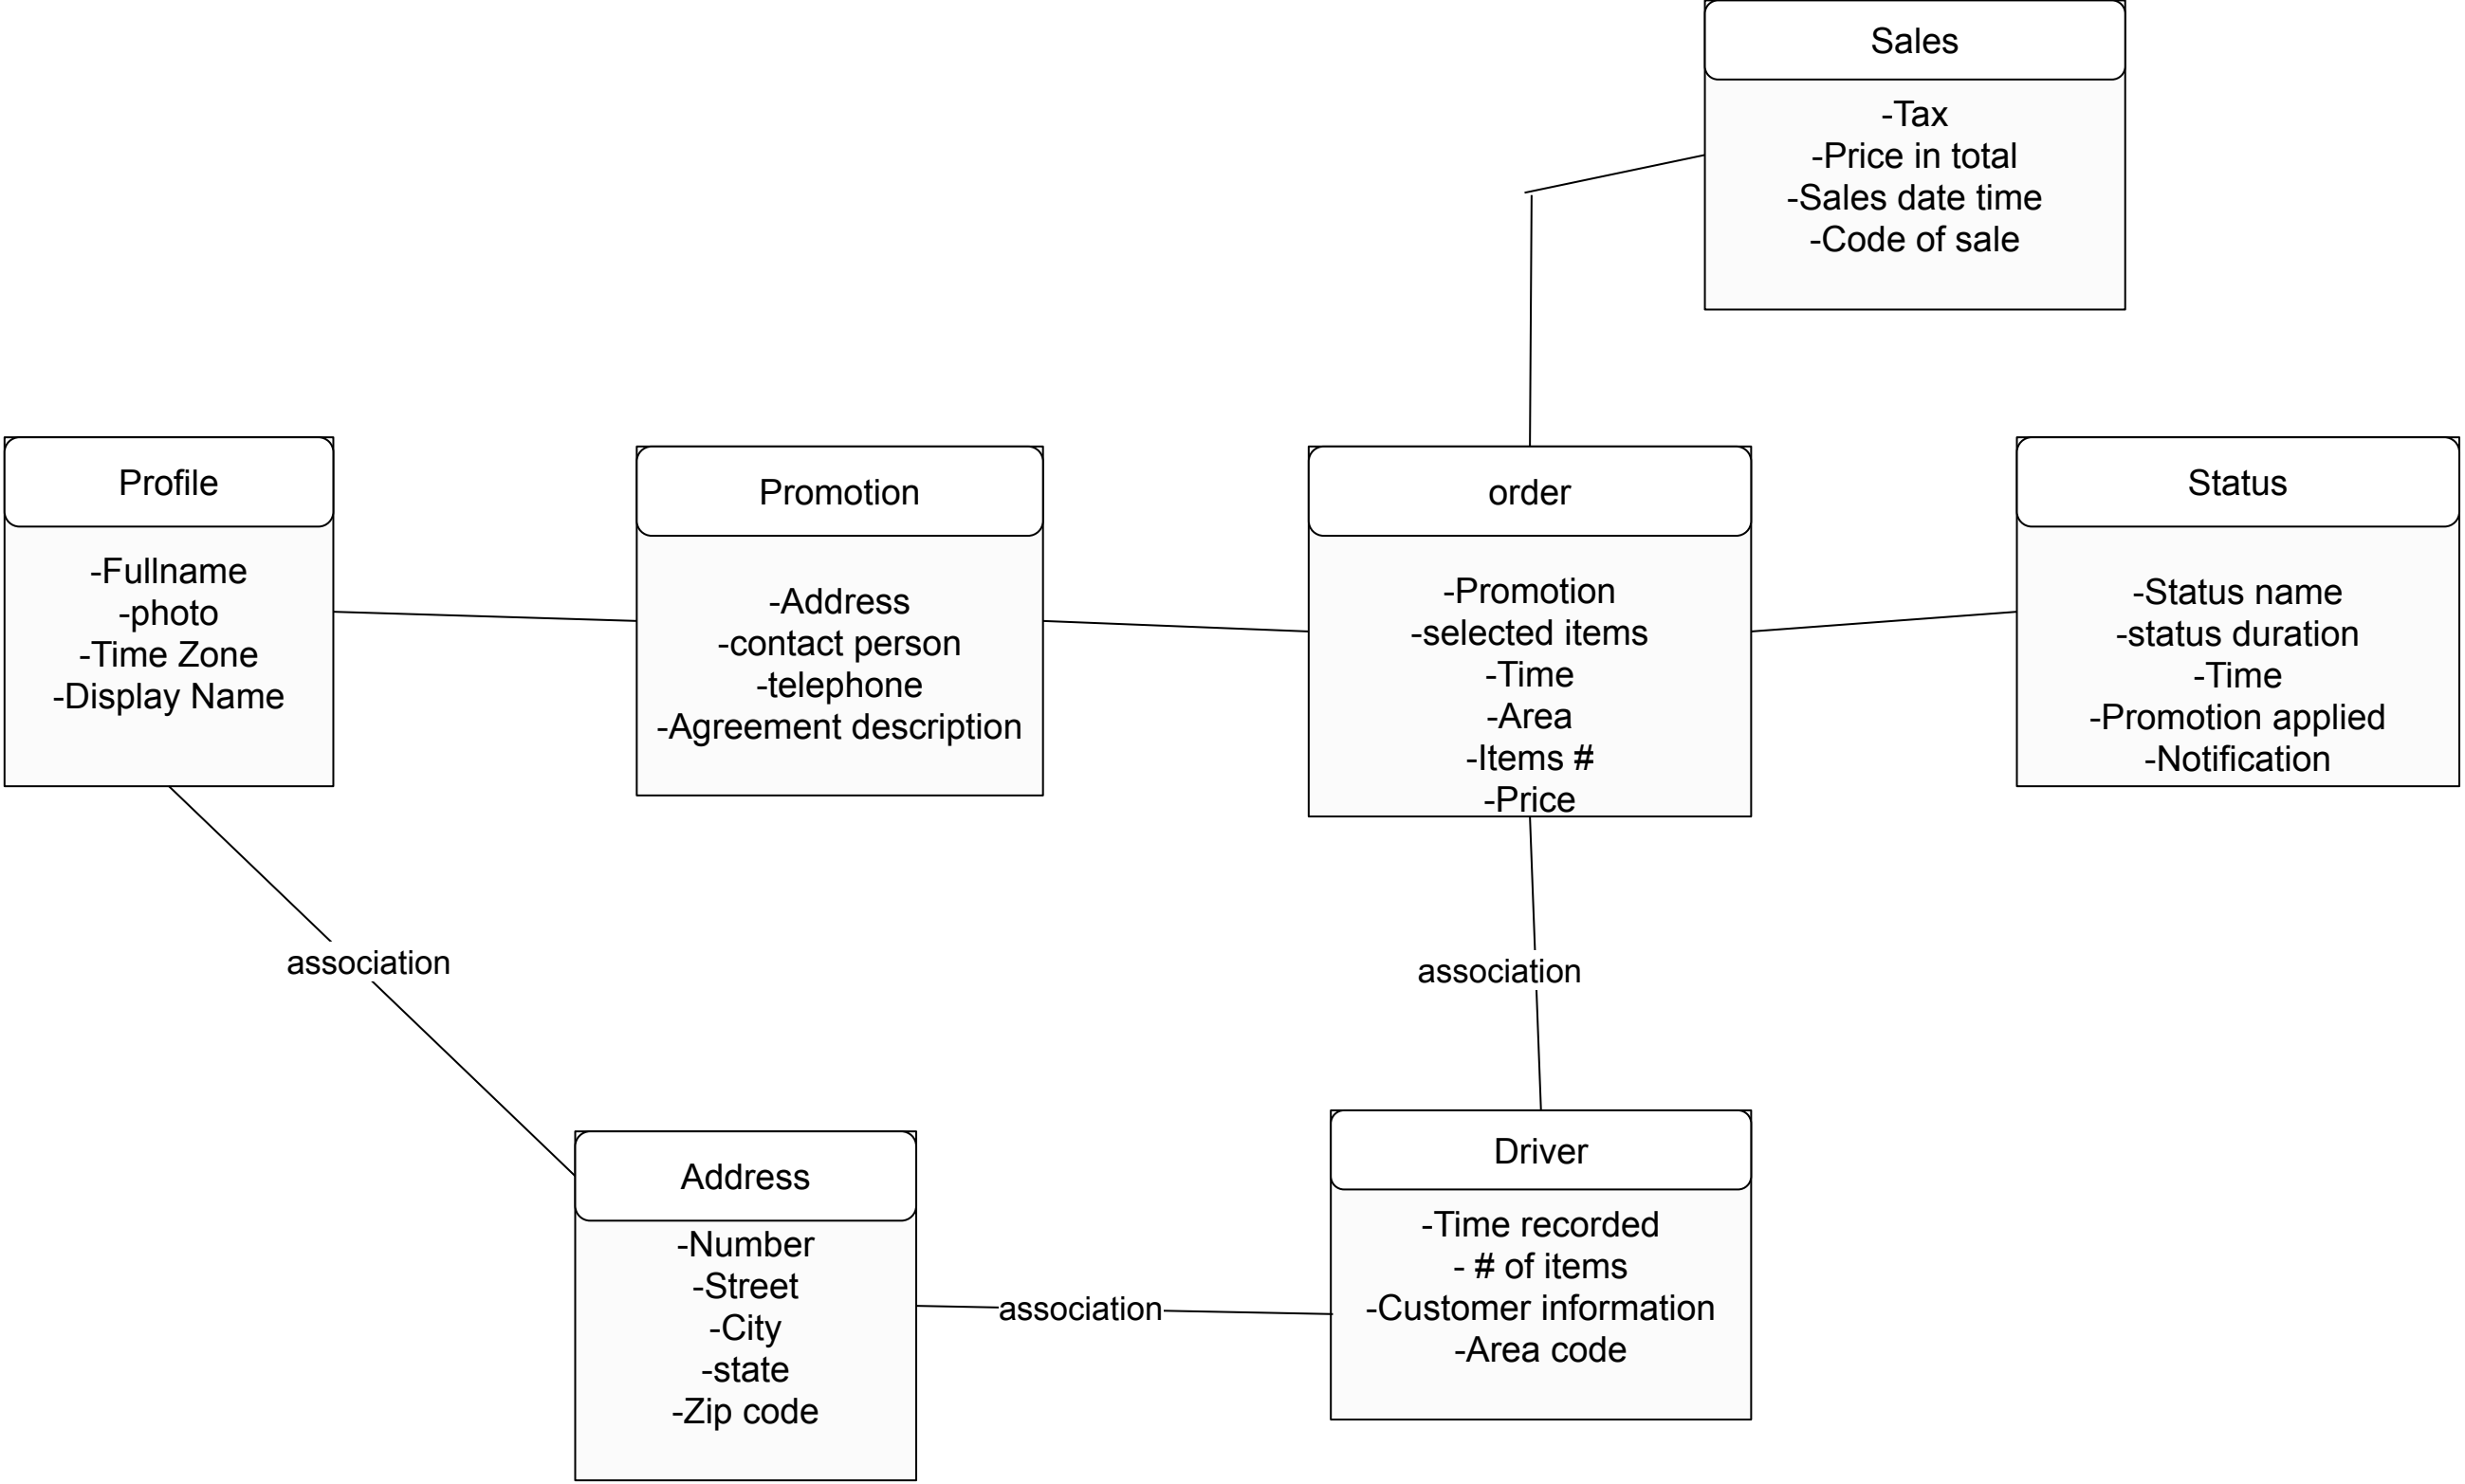 Sales
-Tax
-Price in total
-Sales date time
-Code of sale
Profile
-Fullname
-photo
-Time Zone
-Display Name
Promotion
-Address
-contact person
-telephone
-Agreement description
order
-Promotion
-selected items
-Time
-Area
-Items #
-Price
Status
-Status name
-status duration
-Time
-Promotion applied
-Notification
association
association
Address
-Number
-Street
-City
-state
-Zip code
association
Driver
-Time recorded
- # of items
-Customer information
-Area code